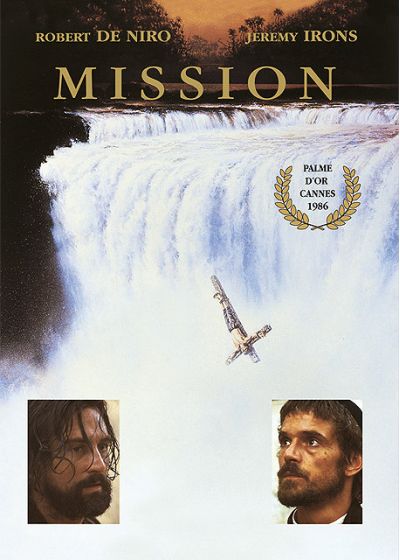 ROBERT DE NIRO
JEREMY IRONS
MISSION
PALME
D'OR
CANNES
1986